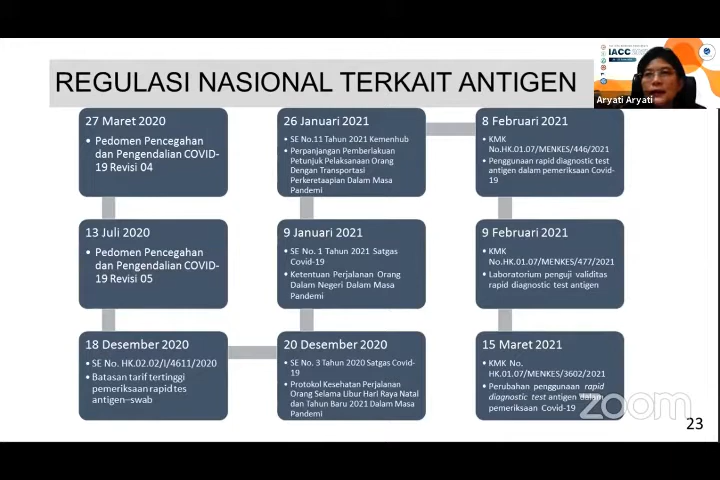 REGULASI NASIONAL TERKAIT ANTIGEN
IACC
Aryati Aryati
27 Maret 2020
• Pedomen Pencegahan
dan Pengendalian COVID-
19 Revisi 04
13 Juli 2020
• Pedomen Pencegahan
dan Pengendalian COVID-
19 Revisi 05
18 Desember 2020
• SE No. HK.02.02/I/4611/2020
• Batasan tarif tertinggi
pemeriksaan rapid tes
antigen–swab
20 Desember 2020
• SE No. 3 Tahun 2020 Satgas Covid-
19
• Protokol Kesehatan Perjalanan
Orang Selama Libur Hari Raya Natal
dan Tahun Baru 2021 Dalam Masa
Pandemi
9 Januari 2021
• SE No. 1 Tahun 2021 Satgas
Covid-19
• Ketentuan Perjalanan Orang
Dalam Negeri Dalam Masa
Pandemi
26 Januari 2021
• SE No.11 Tahun 2021 Kemenhub
• Perpanjangan Pemberlakuan
Petunjuk Pelaksanaan Orang
Dengan Transportasi
Perkeretaapian Dalam Masa
Pandemi
8 Februari 2021
• KMK
No.HK.01.07/MENKES/446/2021
• Penggunaan rapid diagnostic test
antigen dalam pemeriksaan Covid-
19
9 Februari 2021
• KMK
No.HK.01.07/MENKES/477/2021
• Laboratorium penguji validitas
rapid diagnostic test antigen
15 Maret 2021
• KMK No.
HK.01.07/MENKES/3602/2021
• Perubahan penggunaan rapid
diagnostic test antigen dalam
pemeriksaan Covid-19
zoom
23